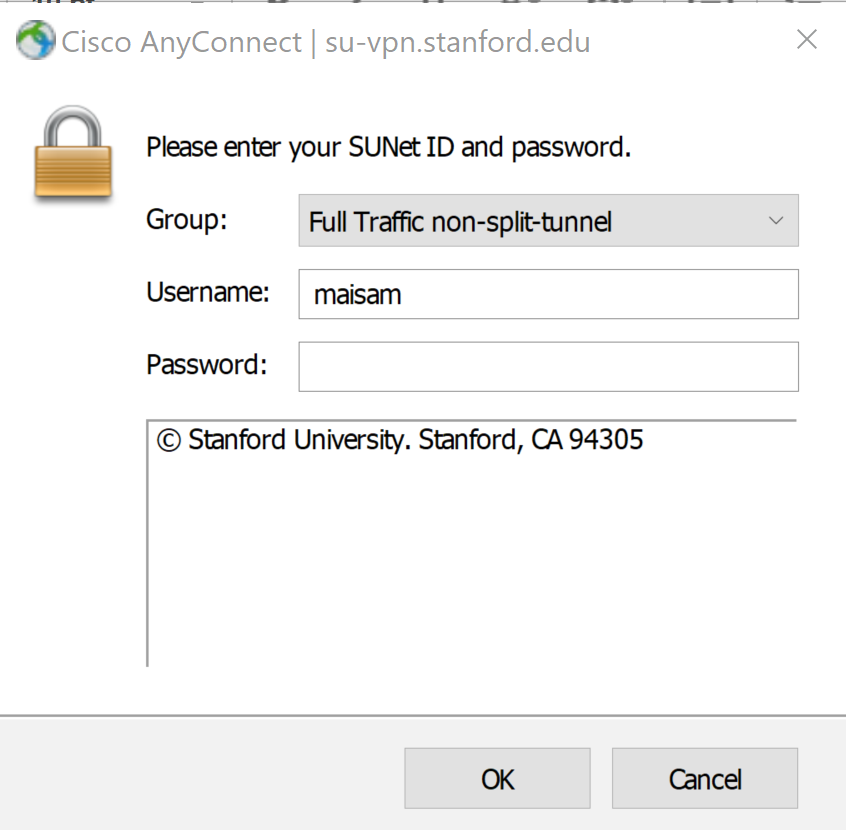 Cisco AnyConnect | su-vpn.stanford.edu
Please enter your SUNet ID and password.
Group: Full Traffic non-split-tunnel
Username: maisam
Password:
© Stanford University. Stanford, CA 94305
OK Cancel